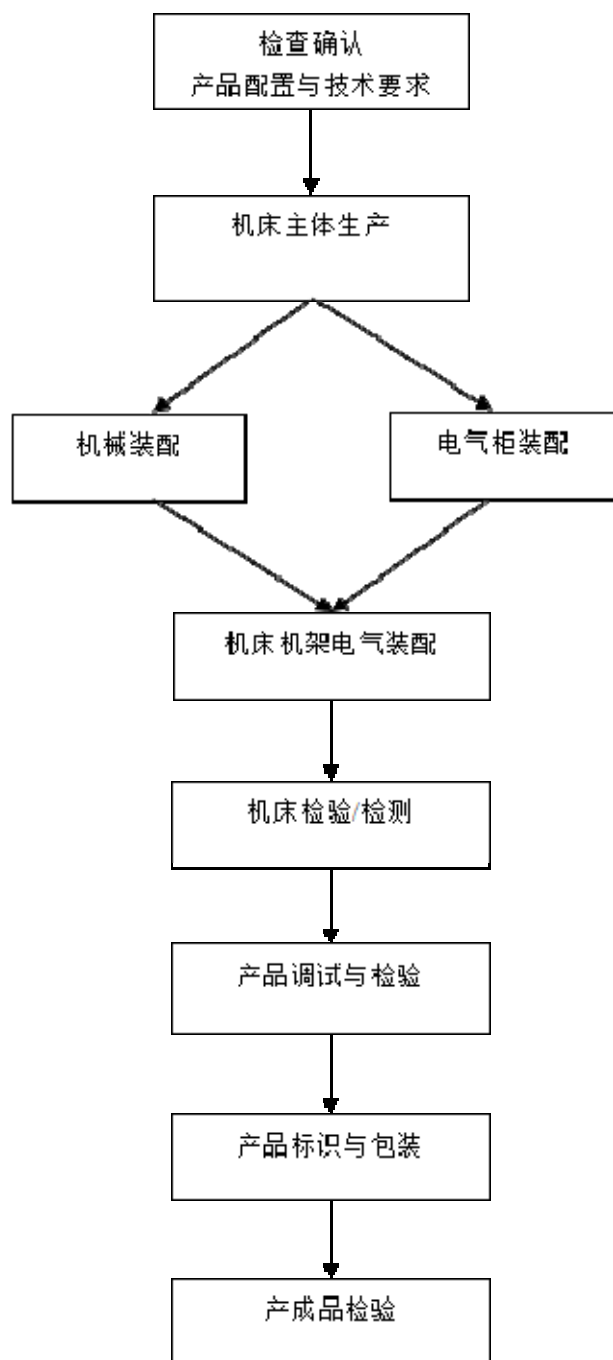 检查确认
产品配置与技术要求
机床主体生产
机械装配
电气柜装配
机床机架电气装配
机床检验/检测
产品调试与检验
产品标识与包装
产成品检验